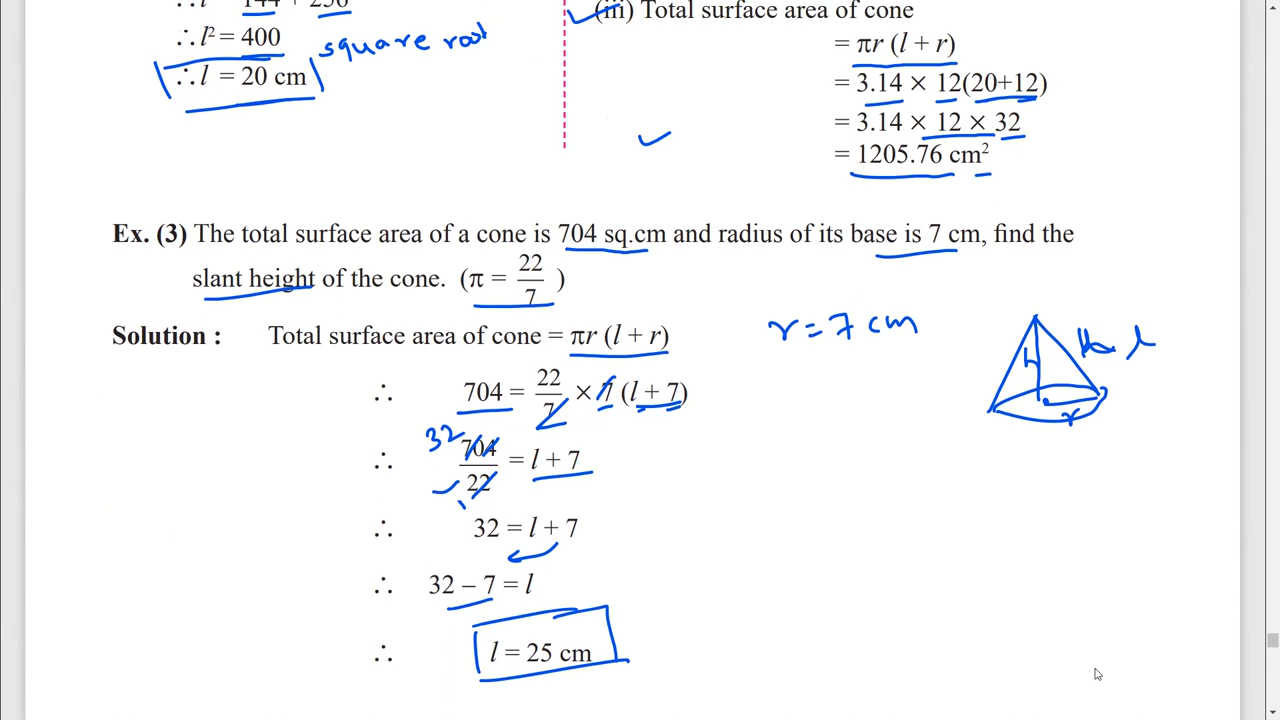 ∴ l² = 400
square root
∴ l = 20 cm
(iii) Total surface area of cone
= πr (l + r)
= 3.14 × 12(20+12)
= 3.14 × 12 × 32
= 1205.76 cm²
Ex. (3) The total surface area of a cone is 704 sq.cm and radius of its base is 7 cm, find the
slant height of the cone. (π = 22/7)
Solution : Total surface area of cone = πr (l + r)
r = 7 cm
∴ 704 = 22/7 × 7 (l + 7)
h l
r
32
∴ 704/22 = l + 7
1
∴ 32 = l + 7
∴ 32 – 7 = l
∴ l = 25 cm